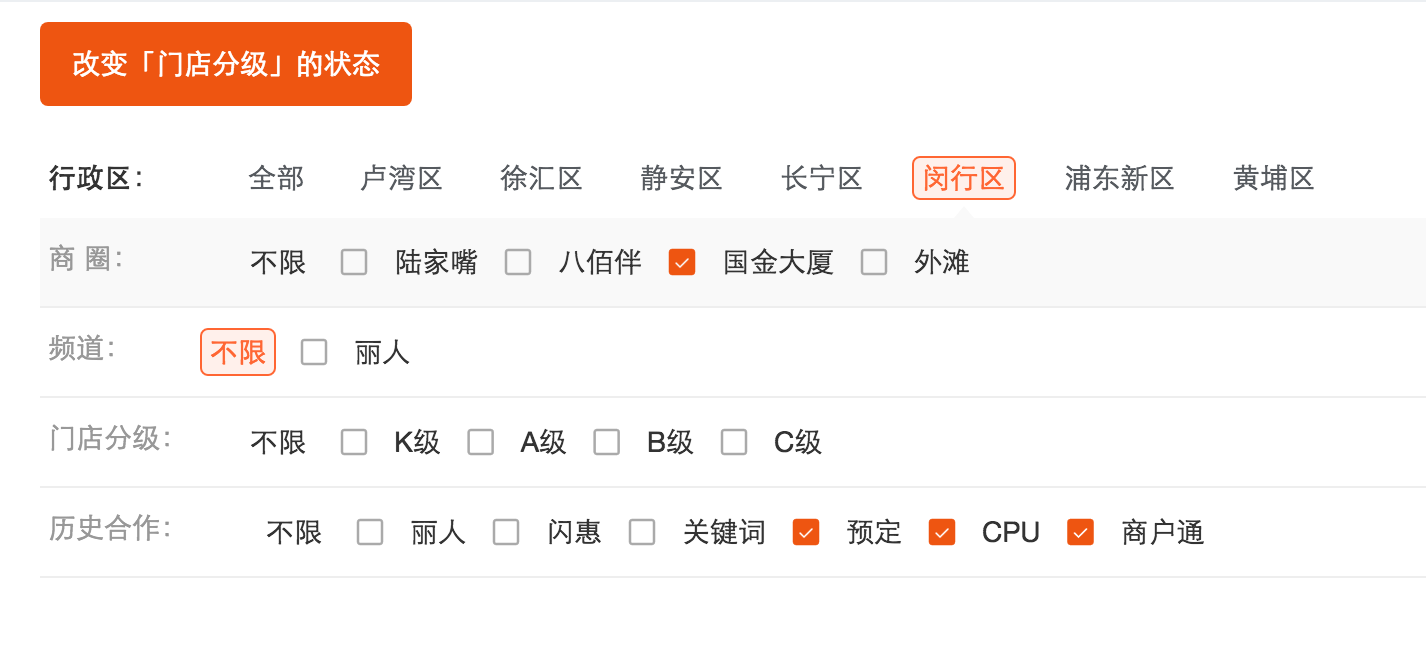 改变「门店分级」的状态
行政区： 全部 卢湾区 徐汇区 静安区 长宁区 闵行区 浦东新区 黄埔区
商 圈： 不限 陆家嘴 八佰伴 国金大厦 外滩
频道： 不限 丽人
门店分级： 不限 K级 A级 B级 C级
历史合作： 不限 丽人 闪惠 关键词 预定 CPU 商户通